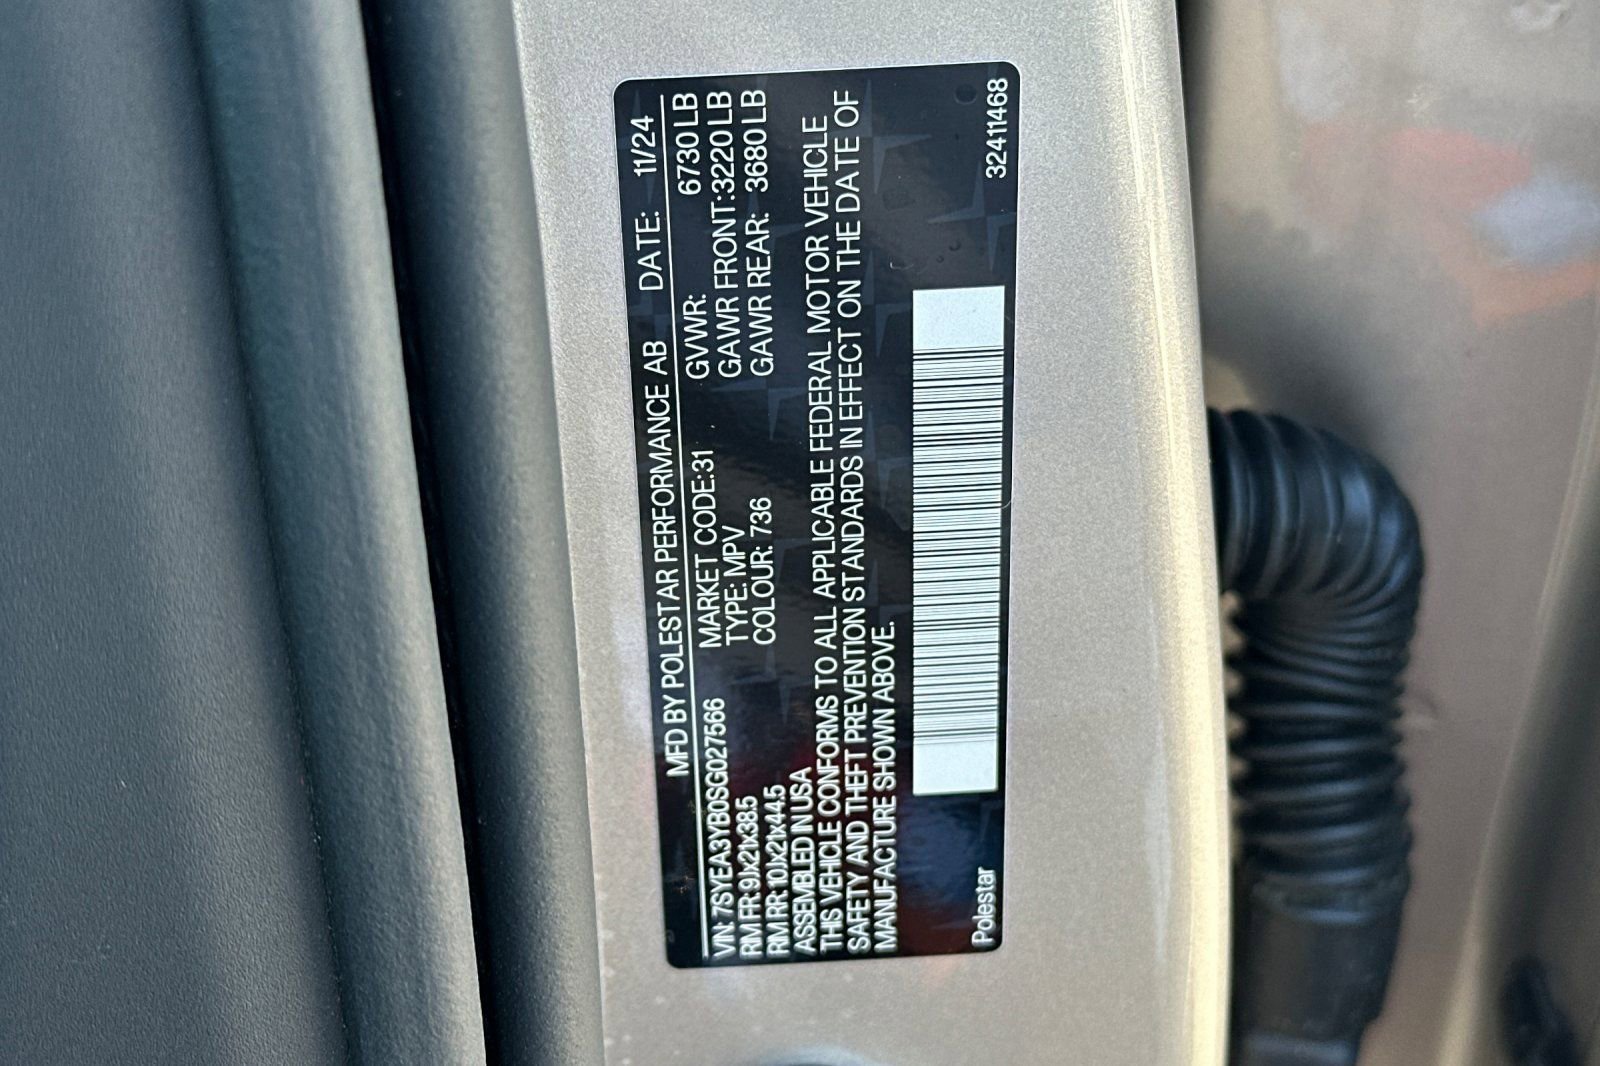 MFD BY POLESTAR PERFORMANCE AB DATE: 11/24
VIN: 7SYEA3YB0SG027566 MARKET CODE:31 GVWR: 6730 LB
RIM FR:9Jx21x38.5 TYPE: MPV GAWR FRONT:3220 LB
RIM RR:10Jx21x44.5 COLOUR: 736 GAWR REAR: 3680 LB
ASSEMBLED IN USA
THIS VEHICLE CONFORMS TO ALL APPLICABLE FEDERAL MOTOR VEHICLE
SAFETY AND THEFT PREVENTION STANDARDS IN EFFECT ON THE DATE OF
MANUFACTURE SHOWN ABOVE.
Polestar 32411468